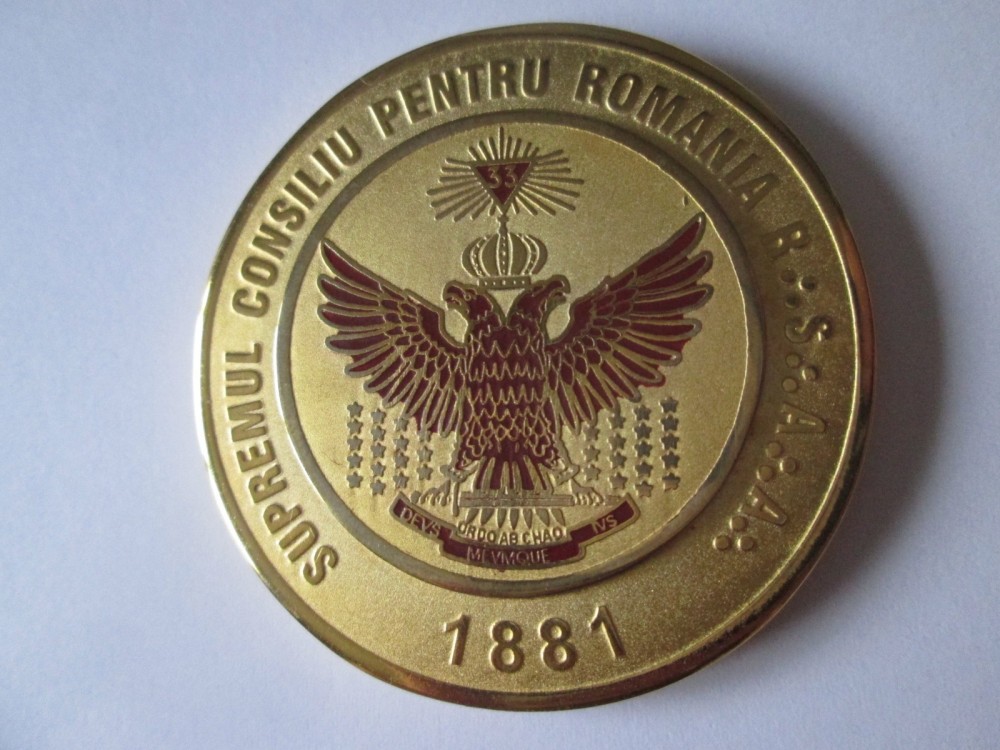 SUPREMUL CONSILIU PENTRU ROMANIA R∴S∴A∴A∴
33
DEVS MEVMQUE IVS
ORDO AB CHAO
1881